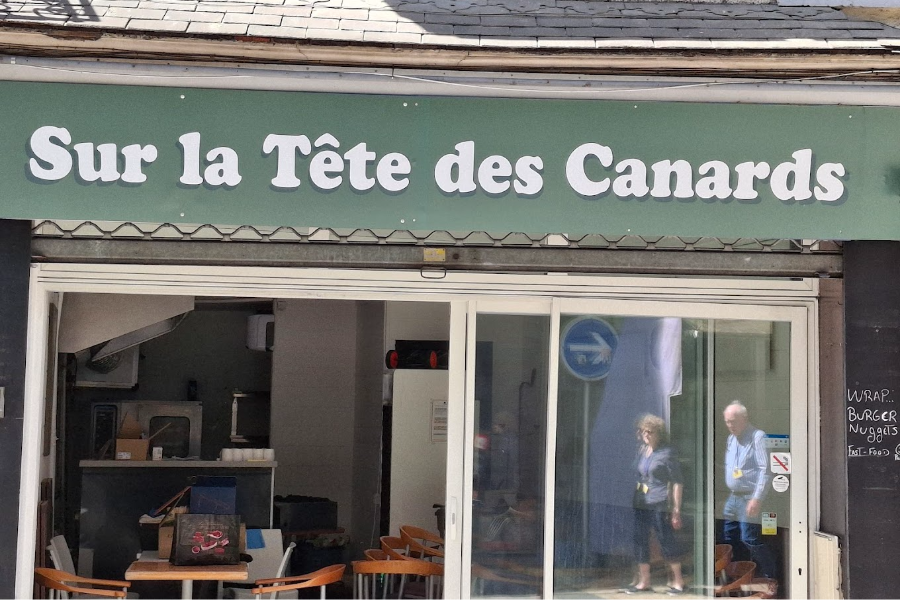 Sur la Tête des Canards
WRAP...
BURGER
Nuggets
FAST-FOOD